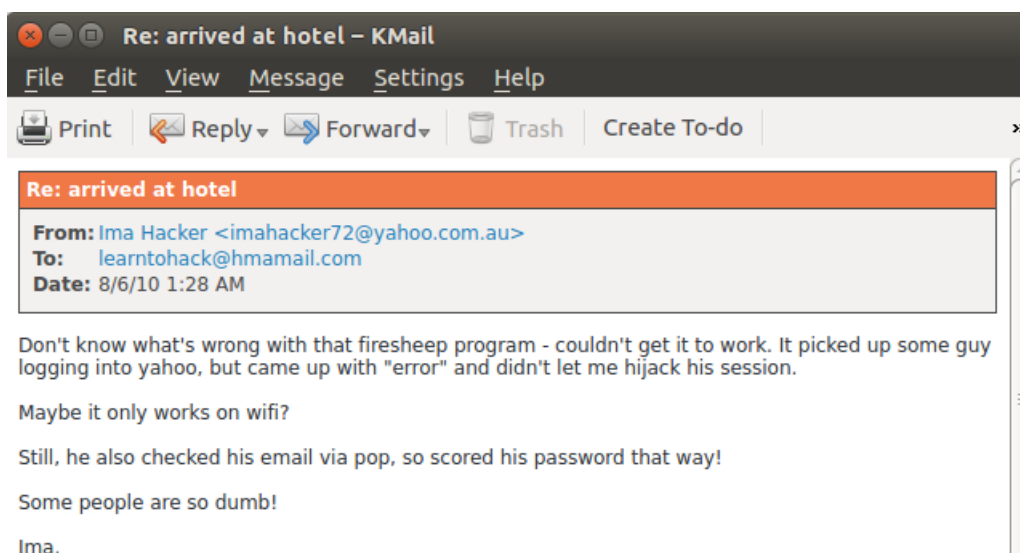 Re: arrived at hotel – KMail
File Edit View Message Settings Help
Print Reply Forward Trash Create To-do »
Re: arrived at hotel
From: Ima Hacker <imahacker72@yahoo.com.au>
To: learntohack@hmamail.com
Date: 8/6/10 1:28 AM
Don't know what's wrong with that firesheep program - couldn't get it to work. It picked up some guy
logging into yahoo, but came up with "error" and didn't let me hijack his session.
Maybe it only works on wifi?
Still, he also checked his email via pop, so scored his password that way!
Some people are so dumb!
Ima.